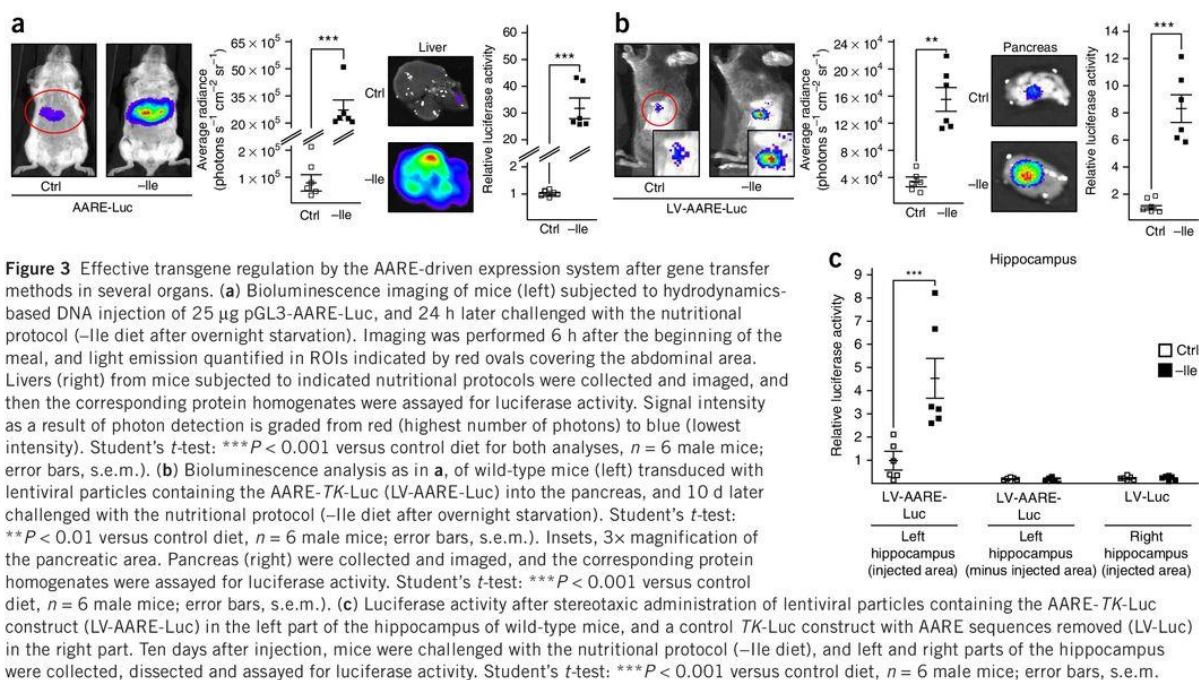 a
65 × 10⁵
50 × 10⁵
35 × 10⁵
20 × 10⁵
2 × 10⁵
1 × 10⁵
Average radiance
(photons s⁻¹ cm⁻² sr⁻¹)
***
Ctrl
–Ile
Ctrl
–Ile
AARE-Luc
Liver
Ctrl
–Ile
60
50
40
30
20
2
1
Relative luciferase activity
***
Ctrl –Ile
b
Ctrl
–Ile
LV-AARE-Luc
24 × 10⁴
20 × 10⁴
16 × 10⁴
12 × 10⁴
8 × 10⁴
4 × 10⁴
Average radiance
(photons s⁻¹ cm⁻² sr⁻¹)
**
Ctrl –Ile
Pancreas
Ctrl
–Ile
14
12
10
8
6
4
2
Relative luciferase activity
***
Ctrl –Ile
Figure 3 Effective transgene regulation by the AARE-driven expression system after gene transfer
methods in several organs. (a) Bioluminescence imaging of mice (left) subjected to hydrodynamics-
based DNA injection of 25 µg pGL3-AARE-Luc, and 24 h later challenged with the nutritional
protocol (–Ile diet after overnight starvation). Imaging was performed 6 h after the beginning of the
meal, and light emission quantified in ROIs indicated by red ovals covering the abdominal area.
Livers (right) from mice subjected to indicated nutritional protocols were collected and imaged, and
then the corresponding protein homogenates were assayed for luciferase activity. Signal intensity
as a result of photon detection is graded from red (highest number of photons) to blue (lowest
intensity). Student's t-test: ***P < 0.001 versus control diet for both analyses, n = 6 male mice;
error bars, s.e.m.). (b) Bioluminescence analysis as in a, of wild-type mice (left) transduced with
lentiviral particles containing the AARE-TK-Luc (LV-AARE-Luc) into the pancreas, and 10 d later
challenged with the nutritional protocol (–Ile diet after overnight starvation). Student's t-test:
**P < 0.01 versus control diet, n = 6 male mice; error bars, s.e.m.). Insets, 3× magnification of
the pancreatic area. Pancreas (right) were collected and imaged, and the corresponding protein
homogenates were assayed for luciferase activity. Student's t-test: ***P < 0.001 versus control
diet, n = 6 male mice; error bars, s.e.m.). (c) Luciferase activity after stereotaxic administration of lentiviral particles containing the AARE-TK-Luc
construct (LV-AARE-Luc) in the left part of the hippocampus of wild-type mice, and a control TK-Luc construct with AARE sequences removed (LV-Luc)
in the right part. Ten days after injection, mice were challenged with the nutritional protocol (–Ile diet), and left and right parts of the hippocampus
were collected, dissected and assayed for luciferase activity. Student's t-test: ***P < 0.001 versus control diet, n = 6 male mice; error bars, s.e.m.
c
Hippocampus
9
8
7
6
5
4
3
2
1
Relative luciferase activity
***
Ctrl
–Ile
LV-AARE-
Luc
Left
hippocampus
(injected area)
LV-AARE-
Luc
Left
hippocampus
(minus injected area)
LV-Luc
Right
hippocampus
(injected area)